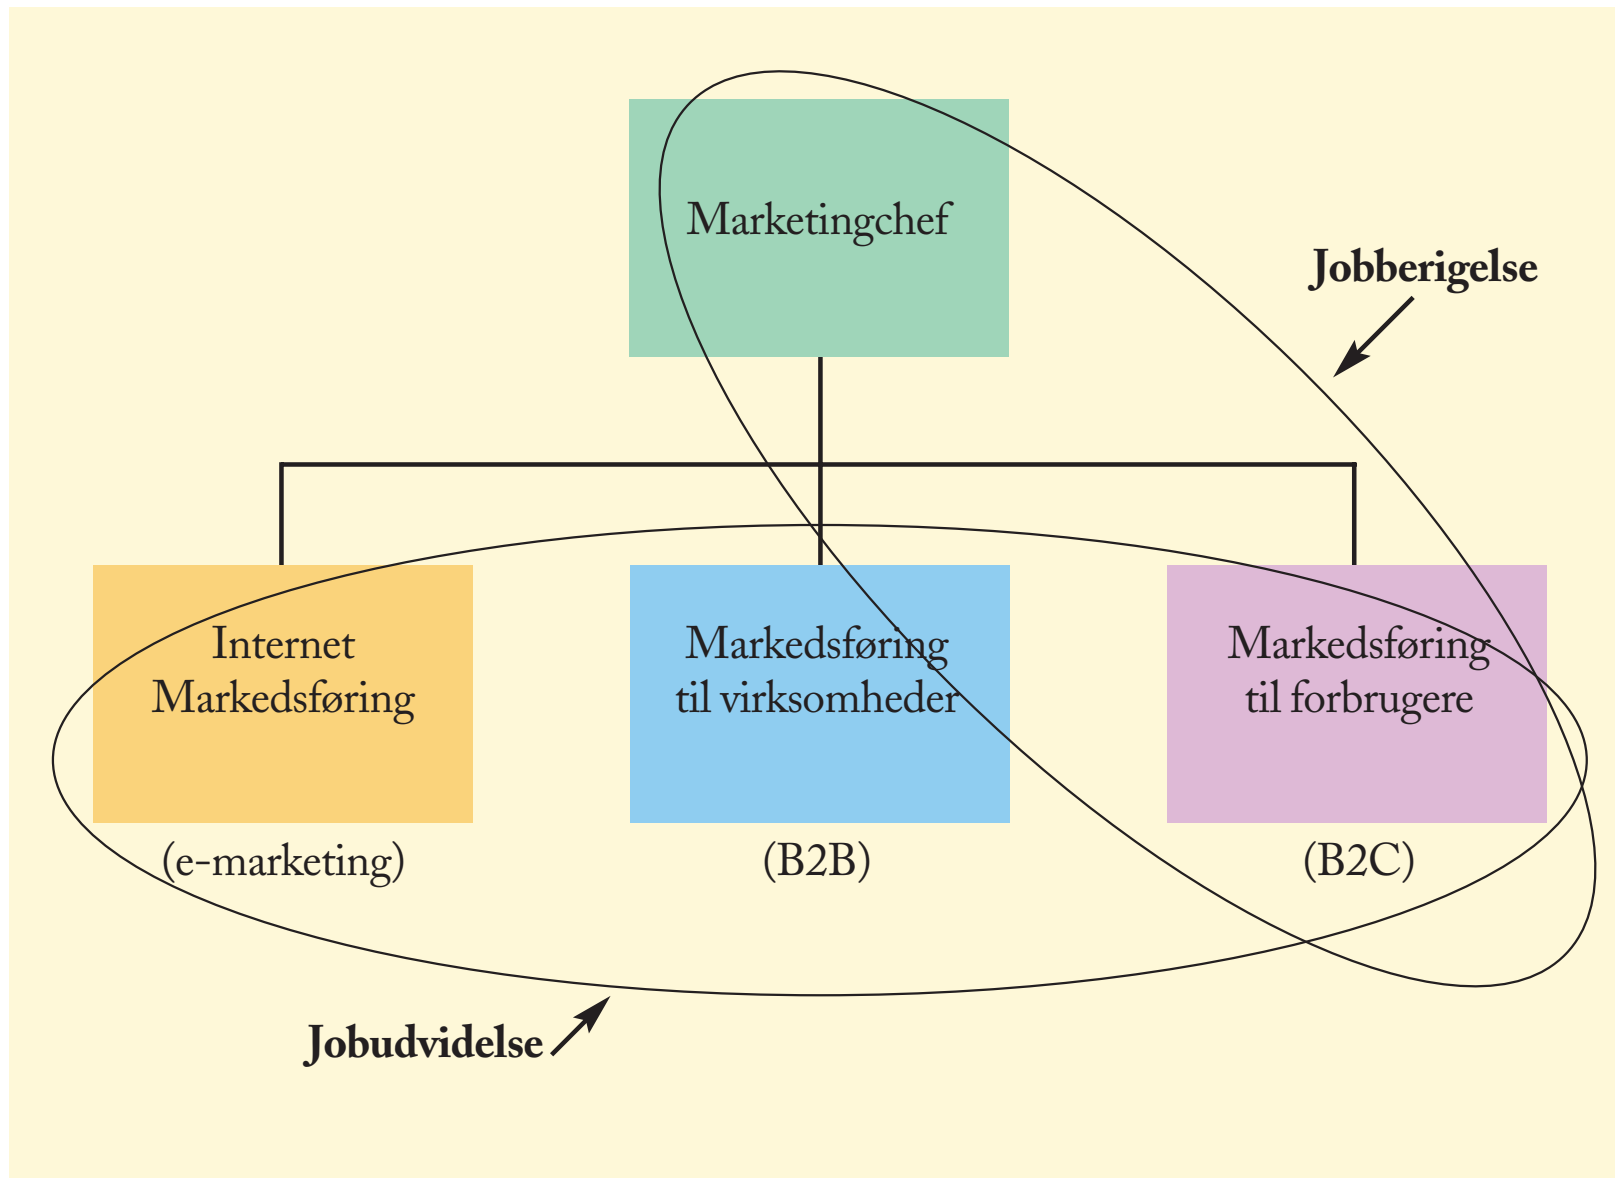 Marketingchef
Jobberigelse
Internet
Markedsføring
(e-marketing)
Markedsføring
til virksomheder
(B2B)
Markedsføring
til forbrugere
(B2C)
Jobudvidelse